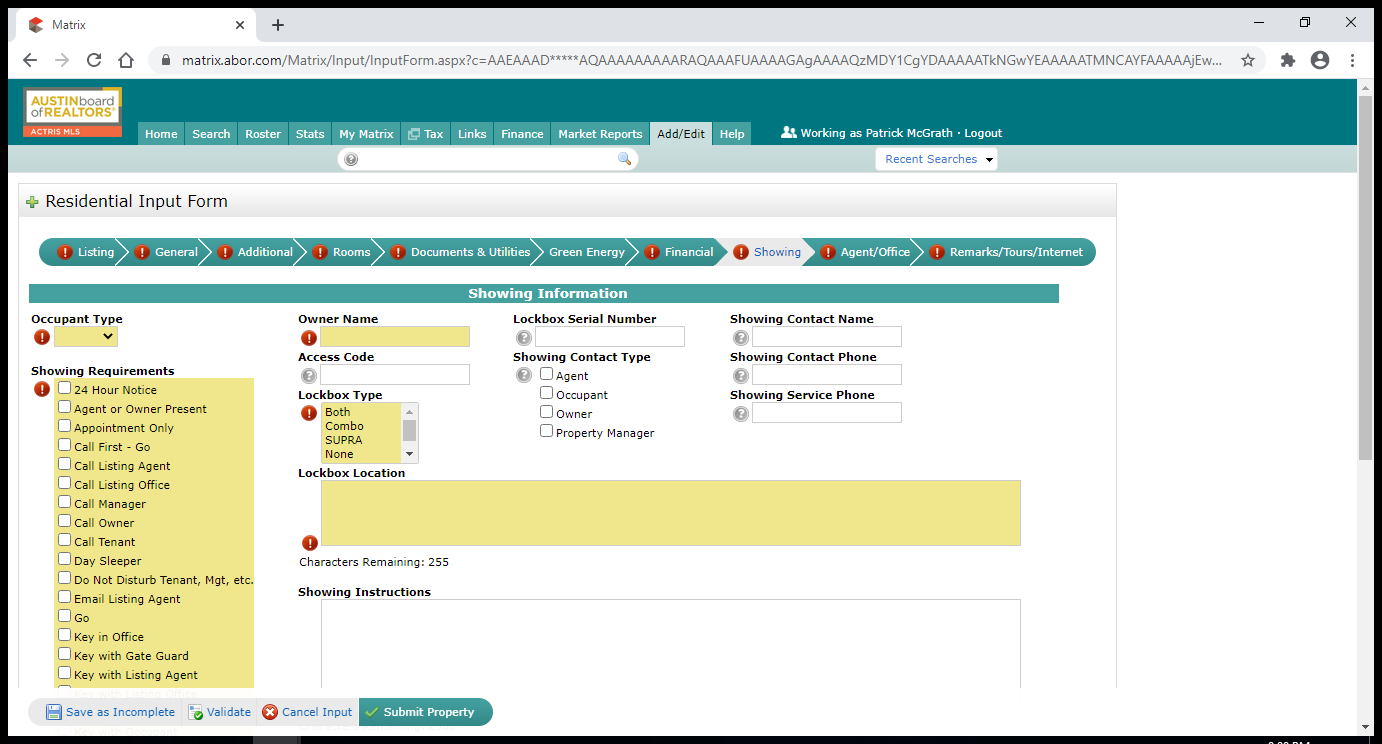 Matrix
matrix.abor.com/Matrix/Input/InputForm.aspx?c=AAEAAAD*****AQAAAAAAAAARAQAAAFUAAAAGAgAAAAQzMDY1CgYDAAAAATkNGwYEAAAAATMNCAYFAAAAAjEw...
AUSTINboard
ofREALTORS®
ACTRIS MLS
Home Search Roster Stats My Matrix Tax Links Finance Market Reports Add/Edit Help Working as Patrick McGrath · Logout
Recent Searches
Residential Input Form
Listing General Additional Rooms Documents & Utilities Green Energy Financial Showing Agent/Office Remarks/Tours/Internet
Showing Information
Occupant Type
Showing Requirements
24 Hour Notice
Agent or Owner Present
Appointment Only
Call First - Go
Call Listing Agent
Call Listing Office
Call Manager
Call Owner
Call Tenant
Day Sleeper
Do Not Disturb Tenant, Mgt, etc.
Email Listing Agent
Go
Key in Office
Key with Gate Guard
Key with Listing Agent
Key with Listing Office
Owner Name
Access Code
Lockbox Type
Both
Combo
SUPRA
None
Lockbox Serial Number
Showing Contact Type
Agent
Occupant
Owner
Property Manager
Showing Contact Name
Showing Contact Phone
Showing Service Phone
Lockbox Location
Characters Remaining: 255
Showing Instructions
Save as Incomplete Validate Cancel Input Submit Property